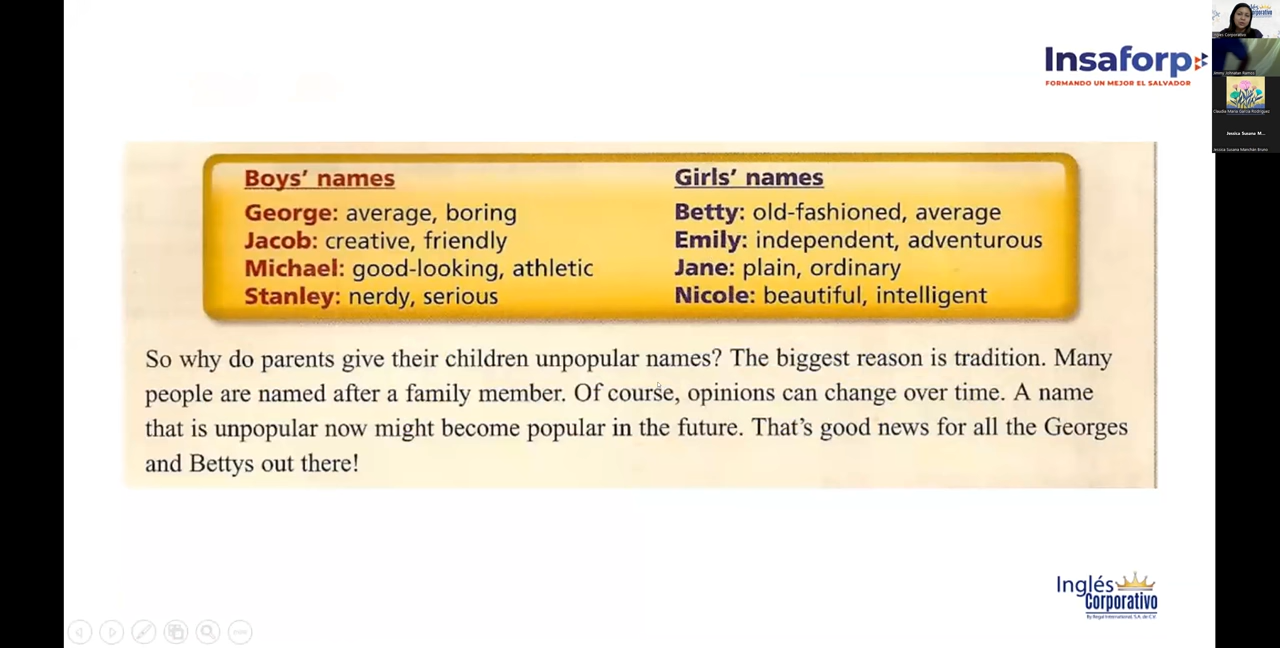 Insaforp
FORMANDO UN MEJOR EL SALVADOR
Boys' names
George: average, boring
Jacob: creative, friendly
Michael: good-looking, athletic
Stanley: nerdy, serious
Girls' names
Betty: old-fashioned, average
Emily: independent, adventurous
Jane: plain, ordinary
Nicole: beautiful, intelligent
So why do parents give their children unpopular names? The biggest reason is tradition. Many
people are named after a family member. Of course, opinions can change over time. A name
that is unpopular now might become popular in the future. That's good news for all the Georges
and Bettys out there!
Inglés
Corporativo
Jessica Susana M...